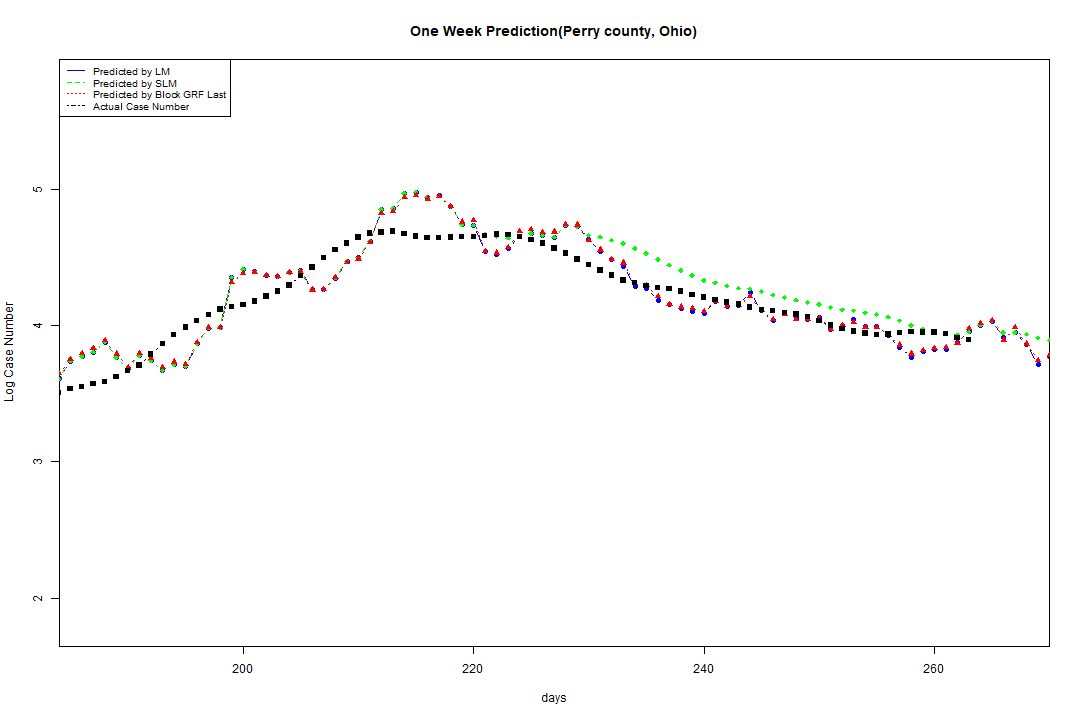 One Week Prediction(Perry county, Ohio)
Predicted by LM
Predicted by SLM
Predicted by Block GRF Last
Actual Case Number
5
4
3
2
Log Case Number
200 220 240 260
days